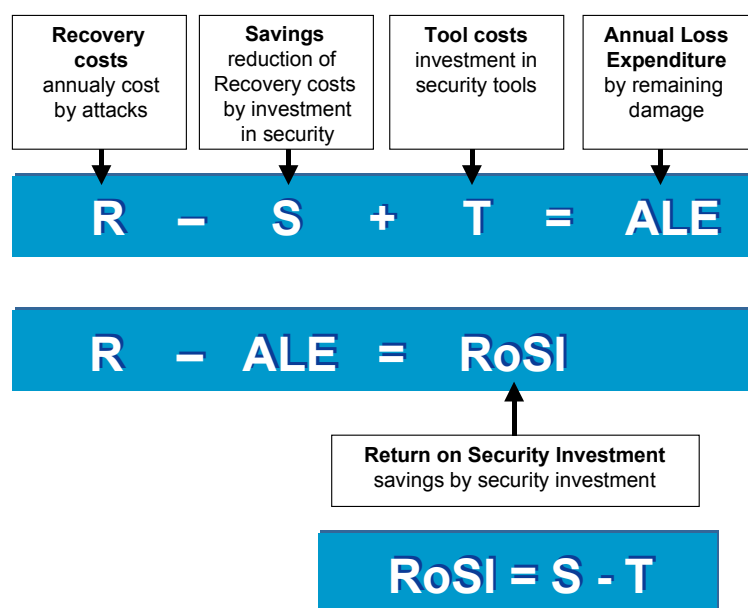 Recovery
costs
annualy cost
by attacks
Savings
reduction of
Recovery costs
by investment
in security
Tool costs
investment in
security tools
Annual Loss
Expenditure
by remaining
damage
R – S + T = ALE
R – ALE = RoSI
Return on Security Investment
savings by security investment
RoSI = S - T